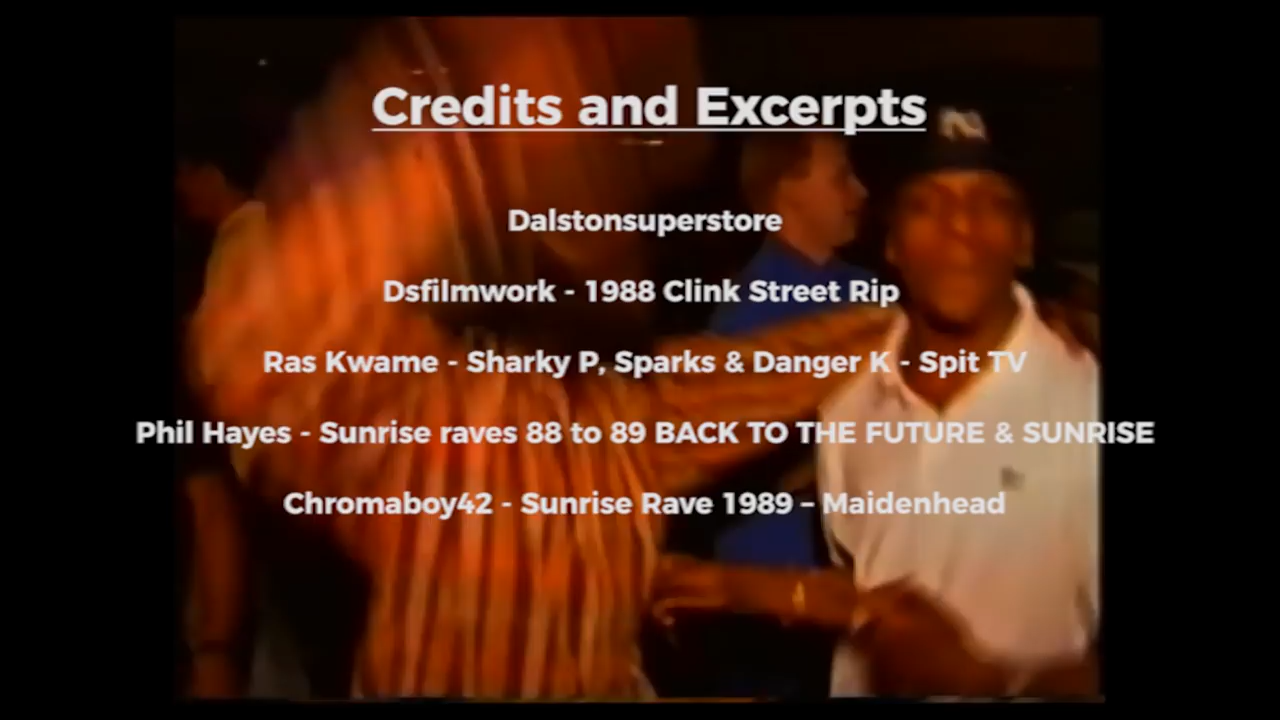 Credits and Excerpts
Dalstonsuperstore
Dsfilmwork - 1988 Clink Street Rip
Ras Kwame - Sharky P, Sparks & Danger K - Spit TV
Phil Hayes - Sunrise raves 88 to 89 BACK TO THE FUTURE & SUNRISE
Chromaboy42 - Sunrise Rave 1989 – Maidenhead